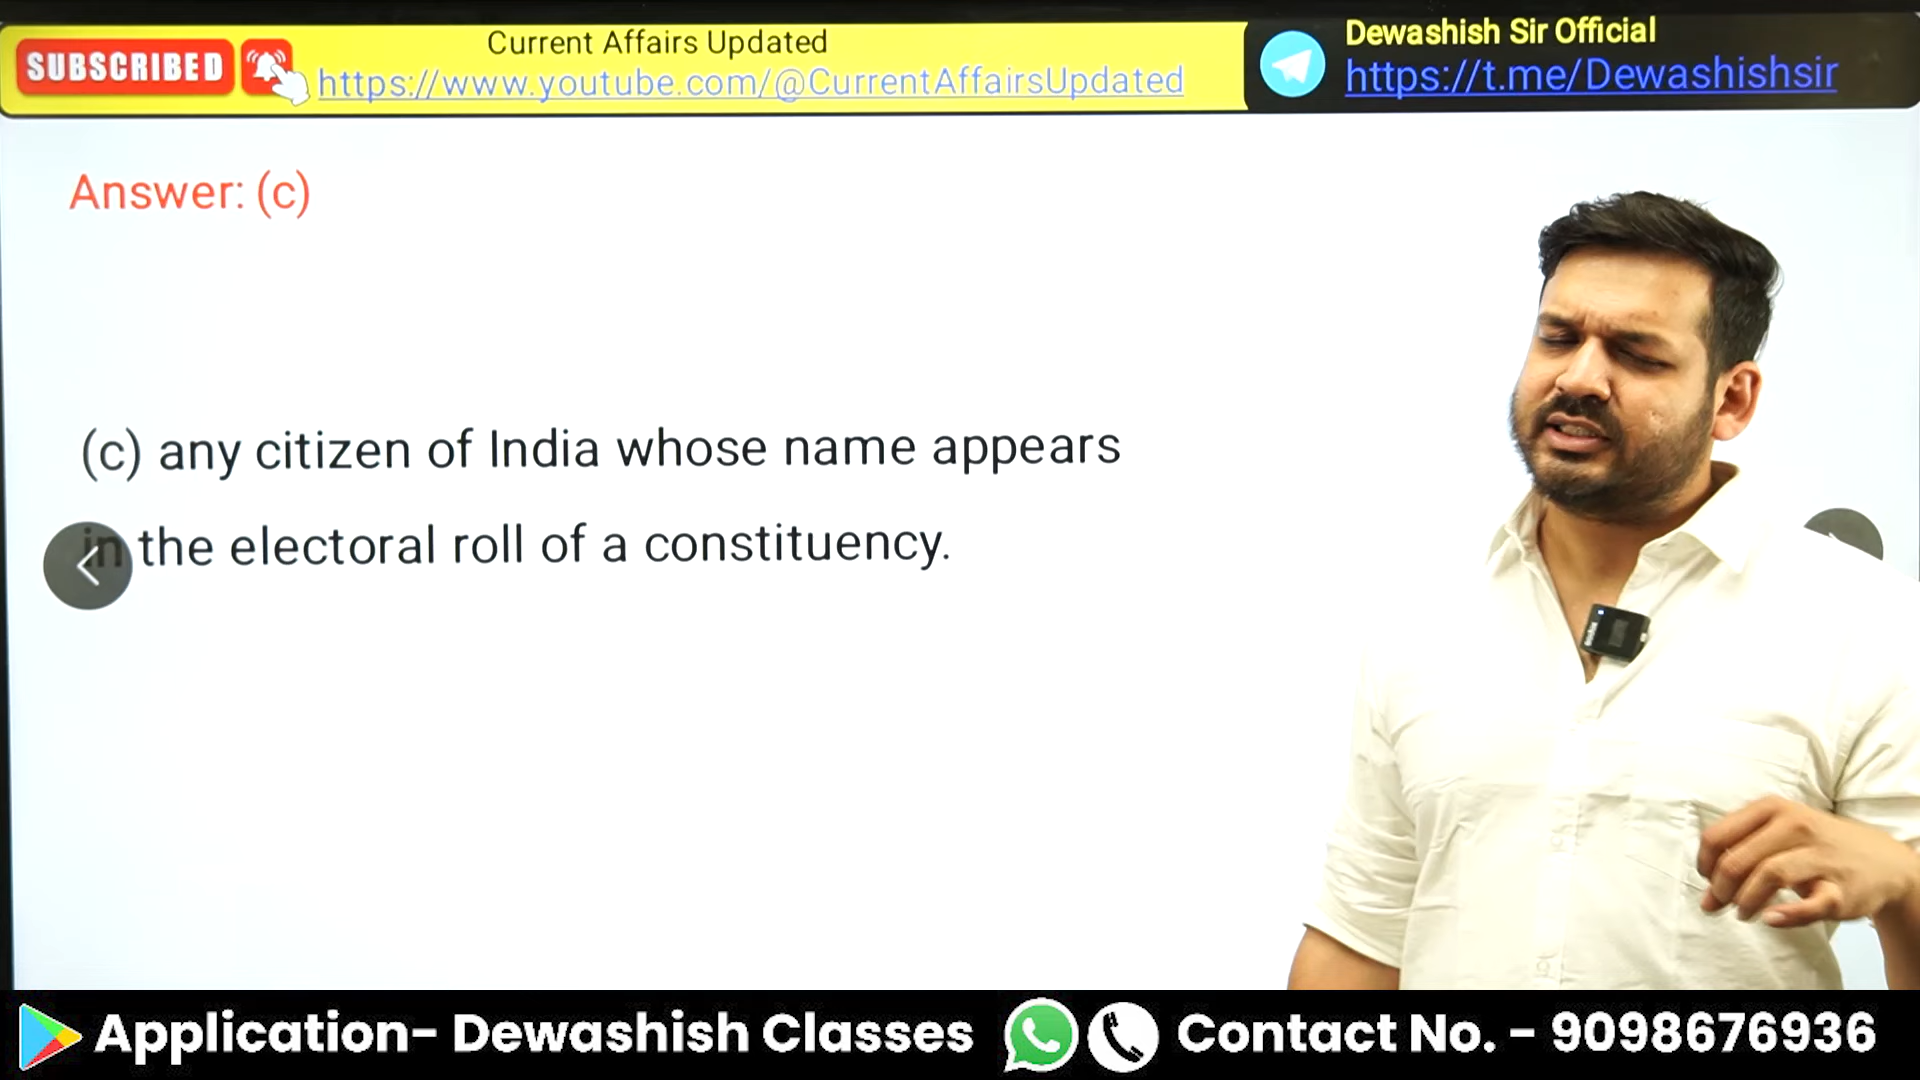 SUBSCRIBED
Current Affairs Updated
https://www.youtube.com/@CurrentAffairsUpdated
Dewashish Sir Official
https://t.me/Dewashishsir
Answer: (c)
(c) any citizen of India whose name appears
in the electoral roll of a constituency.
Application- Dewashish Classes
Contact No. - 9098676936